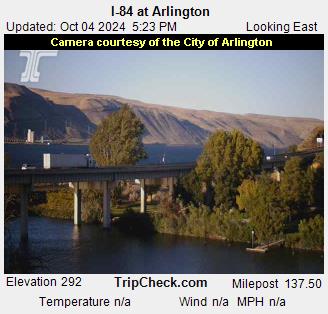 I-84 at Arlington
Updated: Oct 04 2024 5:23 PM Looking East
Camera courtesy of the City of Arlington
Elevation 292 TripCheck.com Milepost 137.50
Temperature n/a Wind n/a MPH n/a